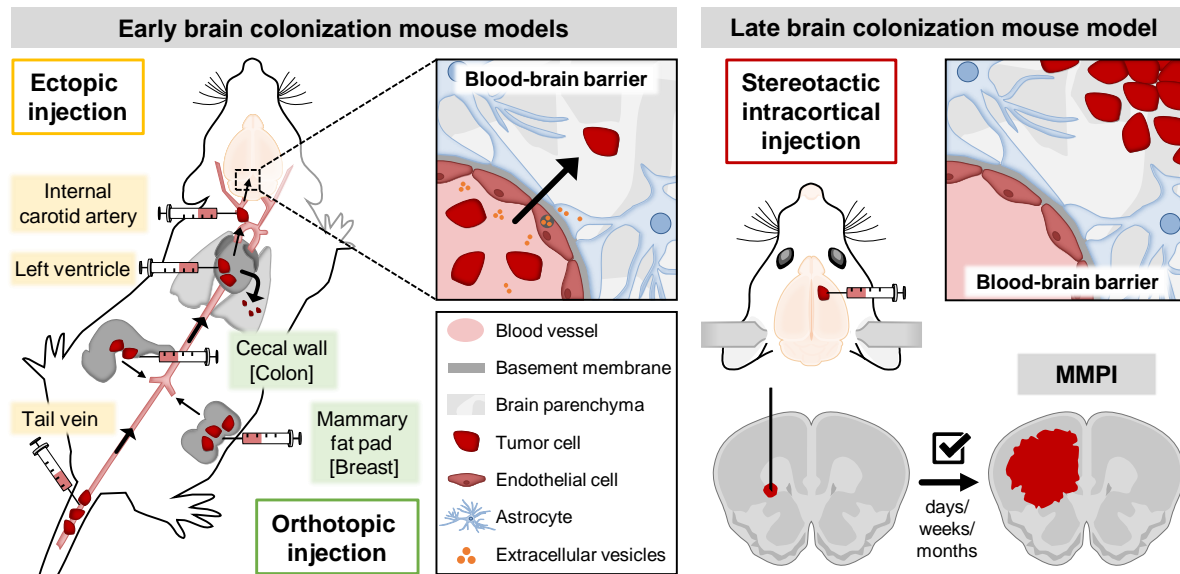 Early brain colonization mouse models
Ectopic
injection
Internal
carotid artery
Left ventricle
Tail vein
Cecal wall
[Colon]
Mammary
fat pad
[Breast]
Orthotopic
injection
Blood-brain barrier
Blood vessel
Basement membrane
Brain parenchyma
Tumor cell
Endothelial cell
Astrocyte
Extracellular vesicles
Late brain colonization mouse model
Stereotactic
intracortical
injection
Blood-brain barrier
MMPI
days/
weeks/
months